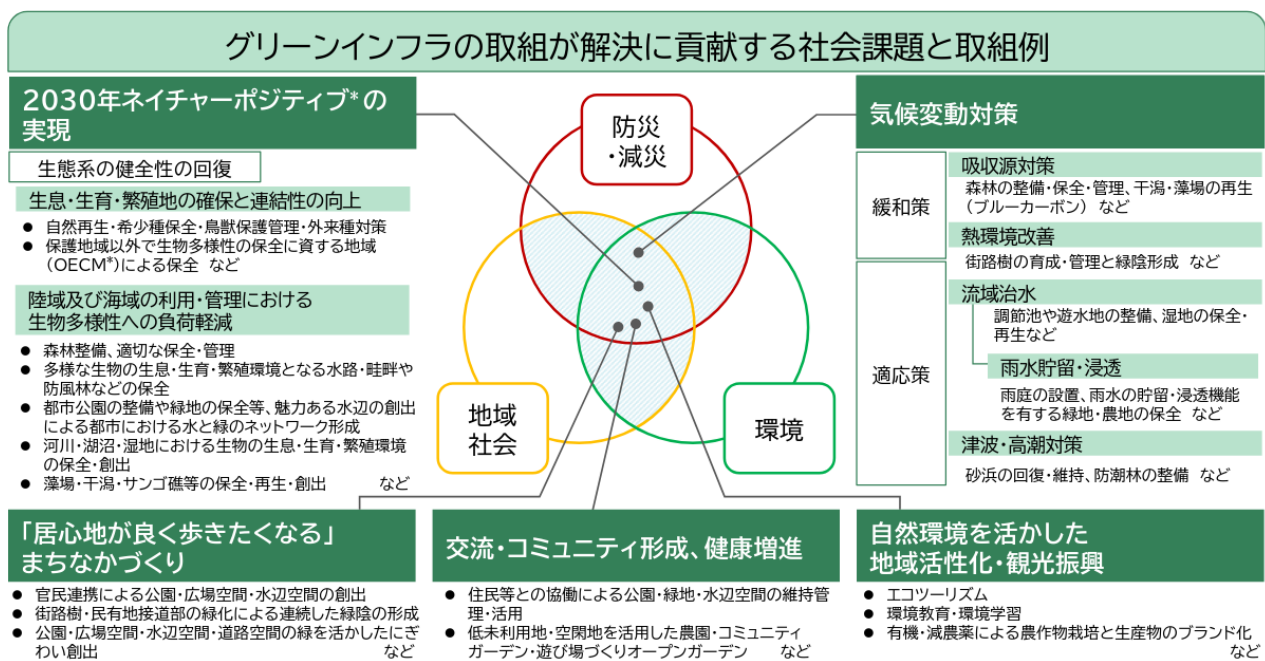 グリーンインフラの取組が解決に貢献する社会課題と取組例
2030年ネイチャーポジティブ*の
実現
生態系の健全性の回復
生息・生育・繁殖地の確保と連結性の向上
● 自然再生・希少種保全・鳥獣保護管理・外来種対策
● 保護地域以外で生物多様性の保全に資する地域
(OECM*)による保全 など
陸域及び海域の利用・管理における
生物多様性への負荷軽減
● 森林整備、適切な保全・管理
● 多様な生物の生息・生育・繁殖環境となる水路・畦畔や
防風林などの保全
● 都市公園の整備や緑地の保全等、魅力ある水辺の創出
による都市における水と緑のネットワーク形成
● 河川・湖沼・湿地における生物の生息・生育・繁殖環境
の保全・創出
● 藻場・干潟・サンゴ礁等の保全・再生・創出 など
防災
・減災
地域
社会
環境
気候変動対策
緩和策
吸収源対策
森林の整備・保全・管理、干潟・藻場の再生
(ブルーカーボン) など
熱環境改善
街路樹の育成・管理と緑陰形成 など
適応策
流域治水
調節池や遊水地の整備、湿地の保全・
再生など
雨水貯留・浸透
雨庭の設置、雨水の貯留・浸透機能
を有する緑地・農地の保全 など
津波・高潮対策
砂浜の回復・維持、防潮林の整備 など
「居心地が良く歩きたくなる」
まちなかづくり
● 官民連携による公園・広場空間・水辺空間の創出
● 街路樹・民有地接道部の緑化による連続した緑陰の形成
● 公園・広場空間・水辺空間・道路空間の緑を活かしたにぎ
わい創出 など
交流・コミュニティ形成、健康増進
● 住民等との協働による公園・緑地・水辺空間の維持管
理・活用
● 低未利用地・空閑地を活用した農園・コミュニティ
ガーデン・遊び場づくりオープンガーデン など
自然環境を活かした
地域活性化・観光振興
● エコツーリズム
● 環境教育・環境学習
● 有機・減農薬による農作物栽培と生産物のブランド化
など